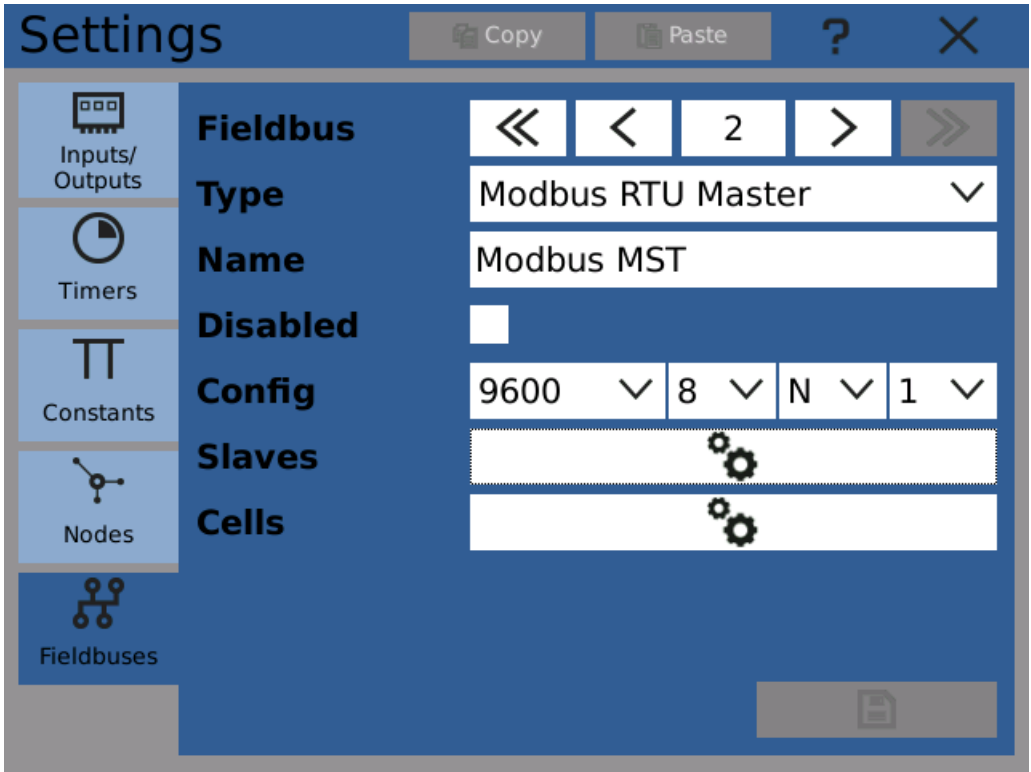 Settings
Copy
Paste
?
Inputs/
Outputs
Timers
Constants
Nodes
Fieldbuses
Fieldbus
2
Type
Modbus RTU Master
Name
Modbus MST
Disabled
Config
9600
8
N
1
Slaves
Cells